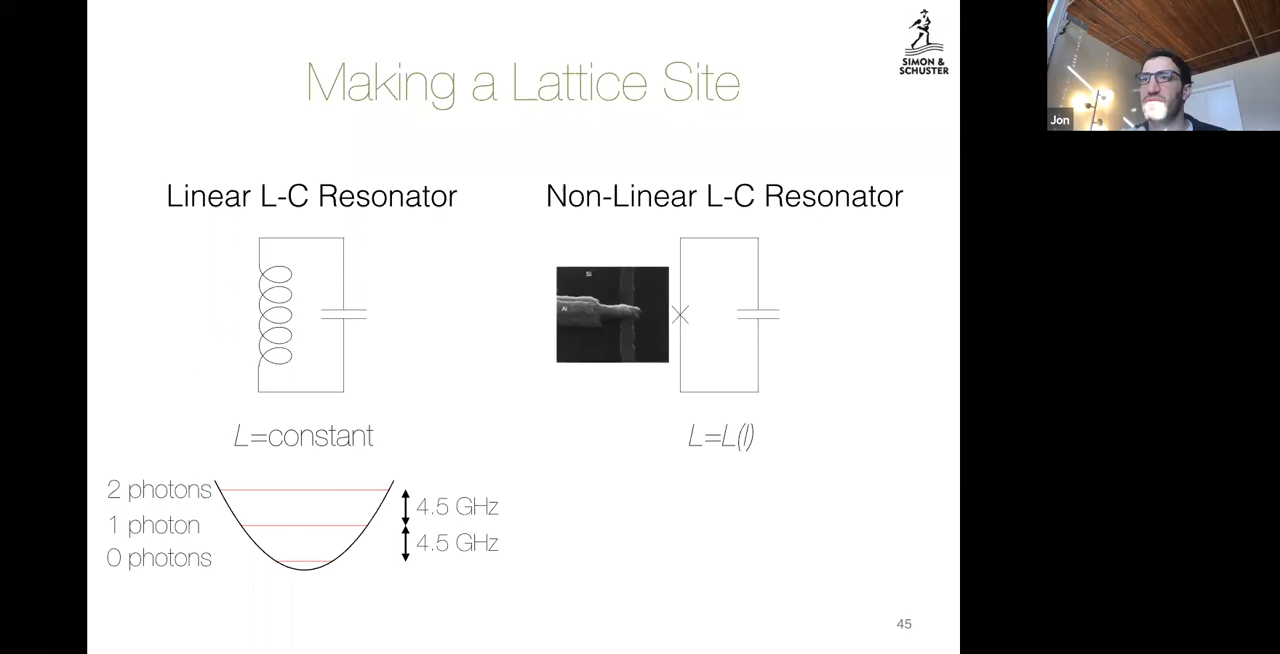 SIMON &
SCHUSTER
Making a Lattice Site
Jon
Linear L-C Resonator
Non-Linear L-C Resonator
Si
Al
L=constant
L=L(I)
2 photons
4.5 GHz
1 photon
4.5 GHz
0 photons
45